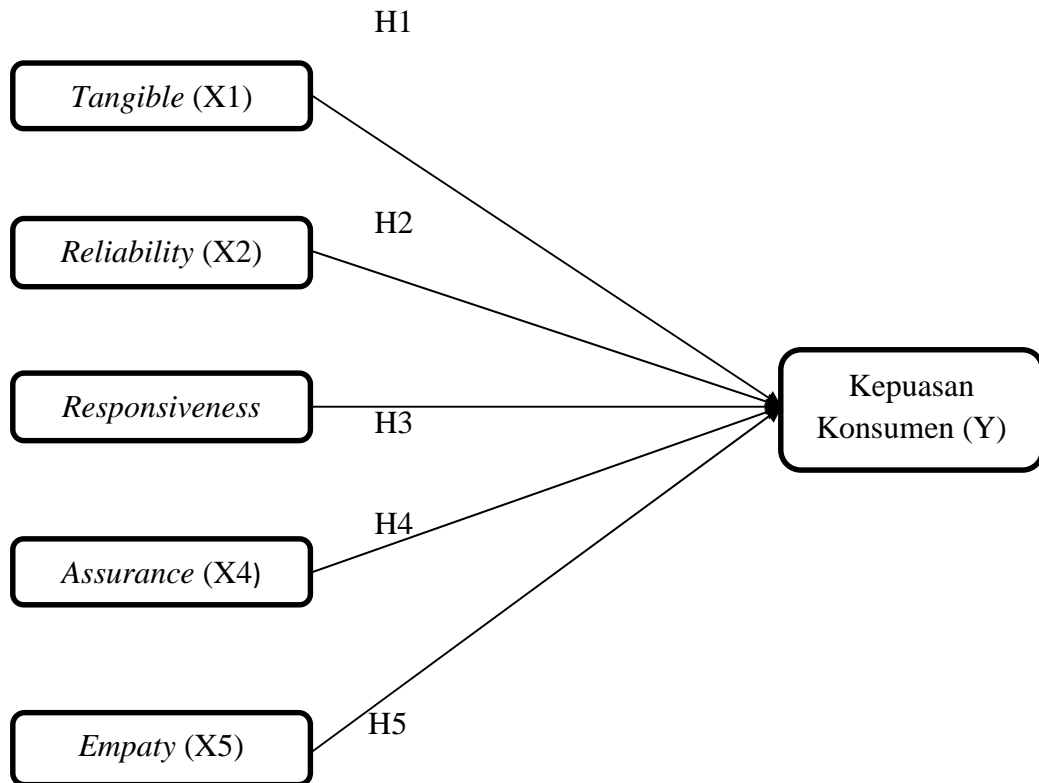 H1
Tangible (X1)
H2
Reliability (X2)
Responsiveness
H3
Kepuasan
Konsumen (Y)
H4
Assurance (X4)
H5
Empaty (X5)